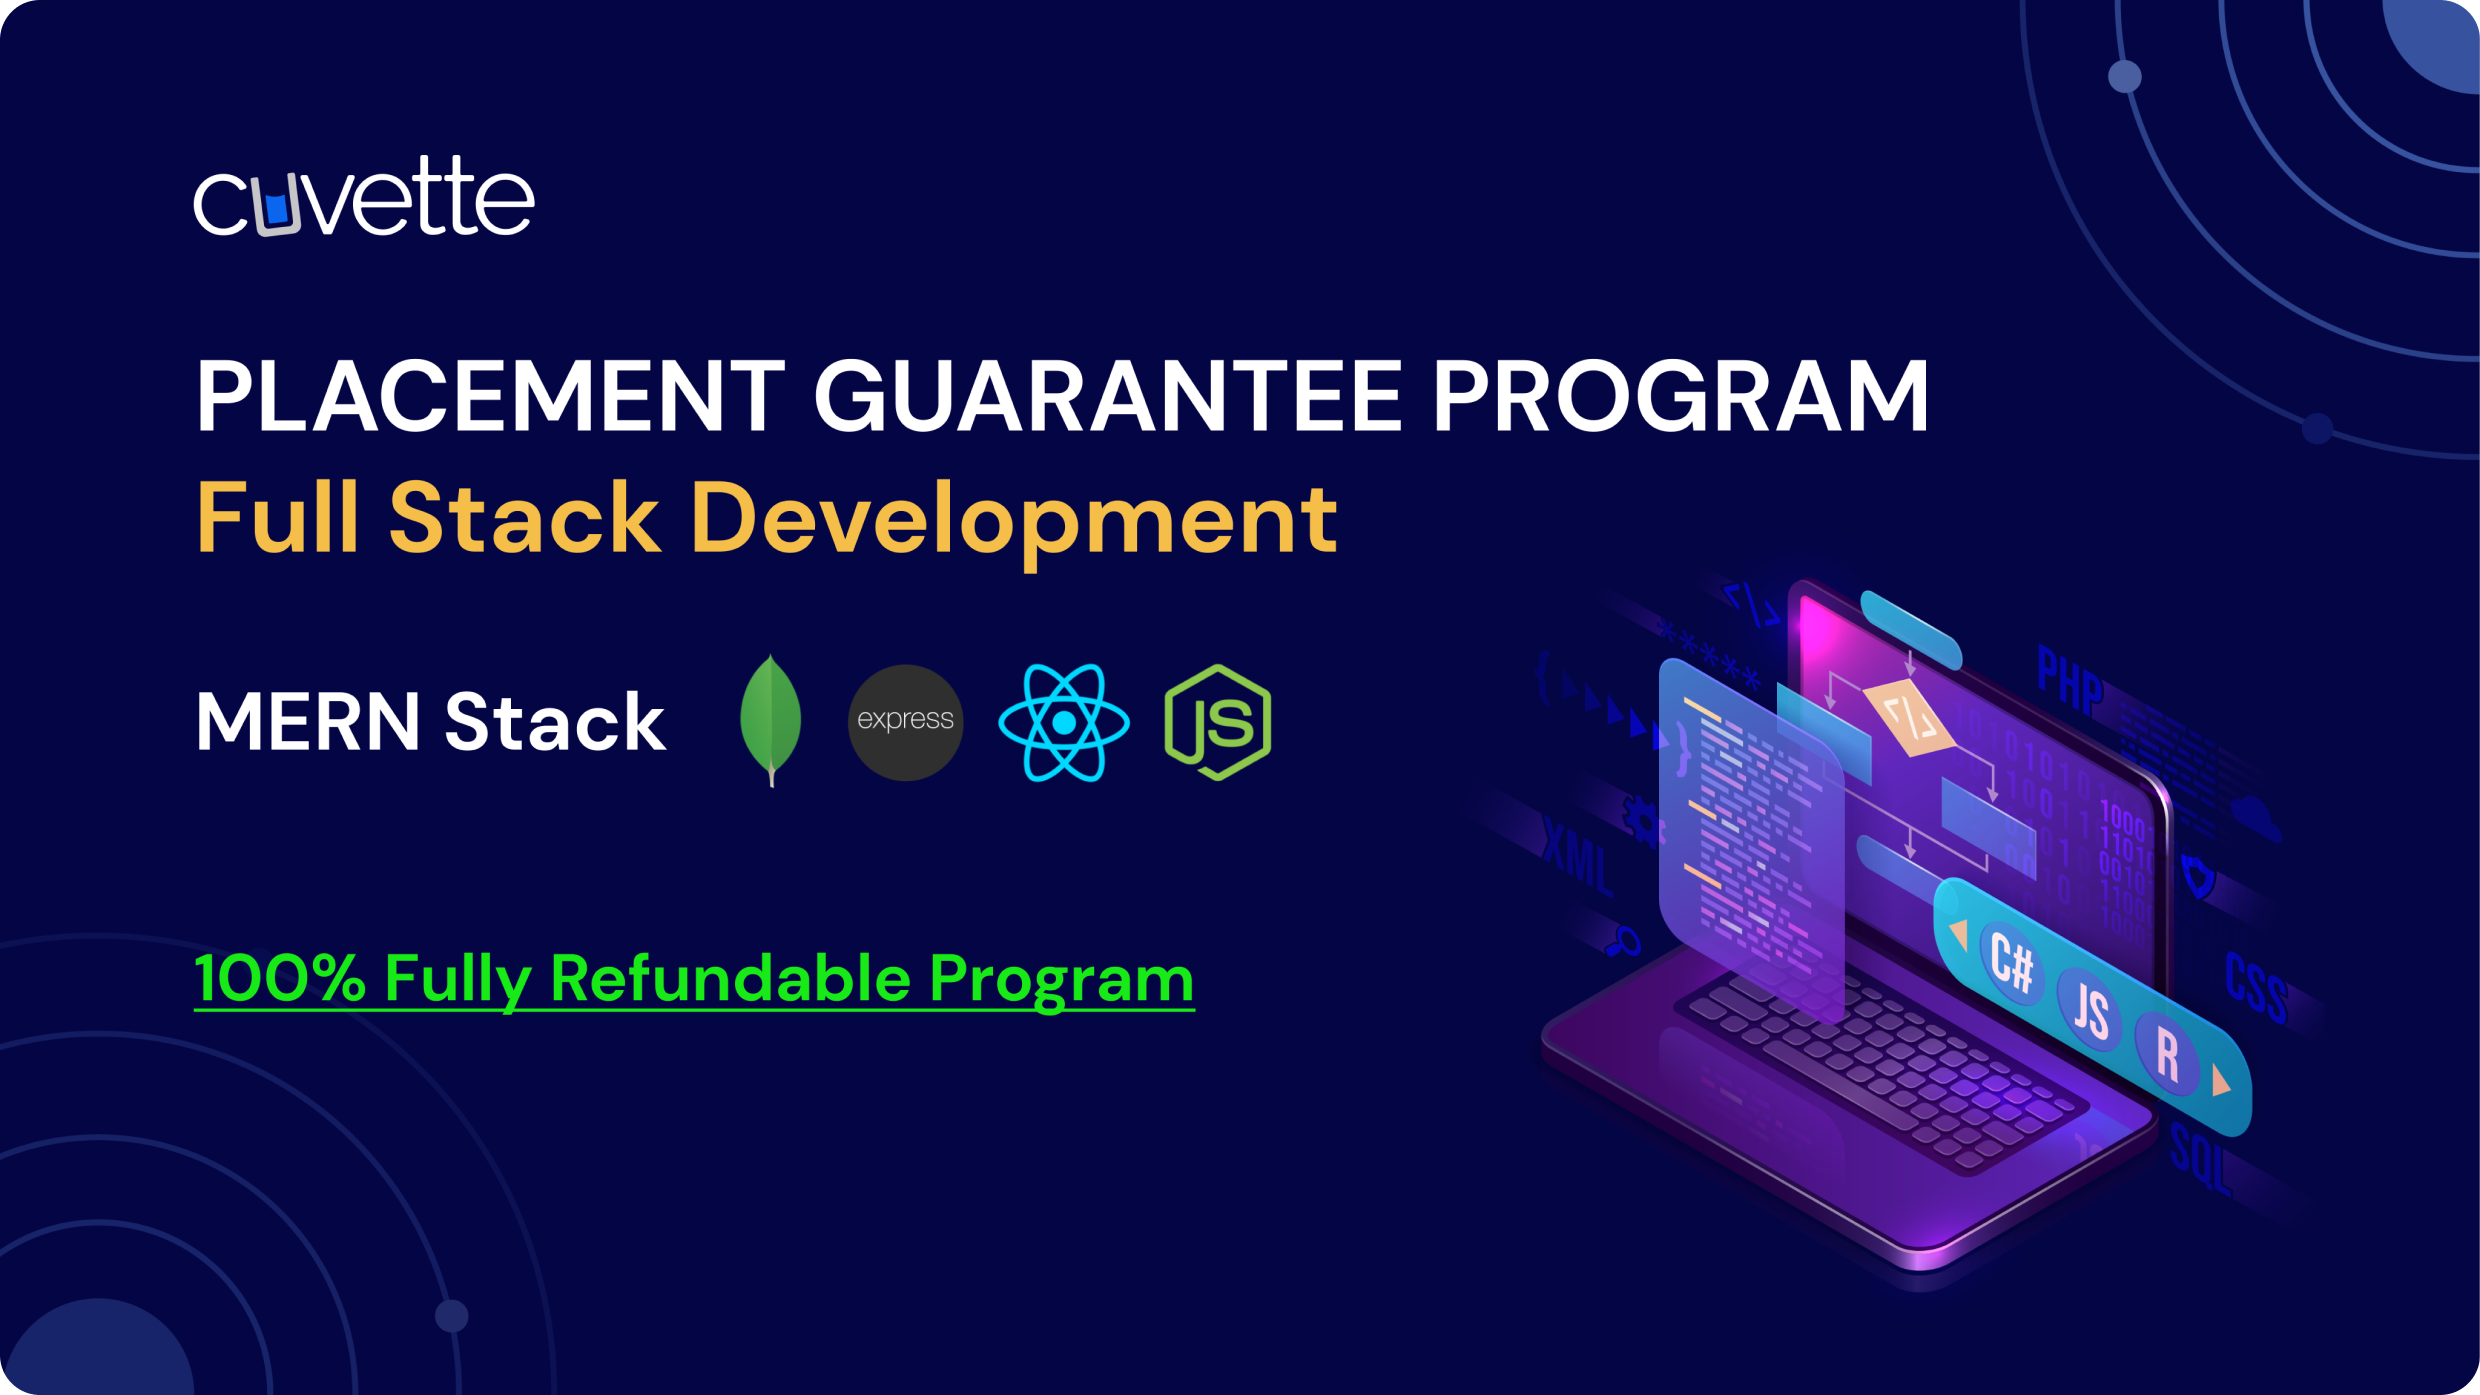 cuvette
PLACEMENT GUARANTEE PROGRAM
Full Stack Development
MERN Stack
express
JS
100% Fully Refundable Program
</>
*****
{
}
</>
PHP
XML
10001
CSS
C#
JS
R
SQL